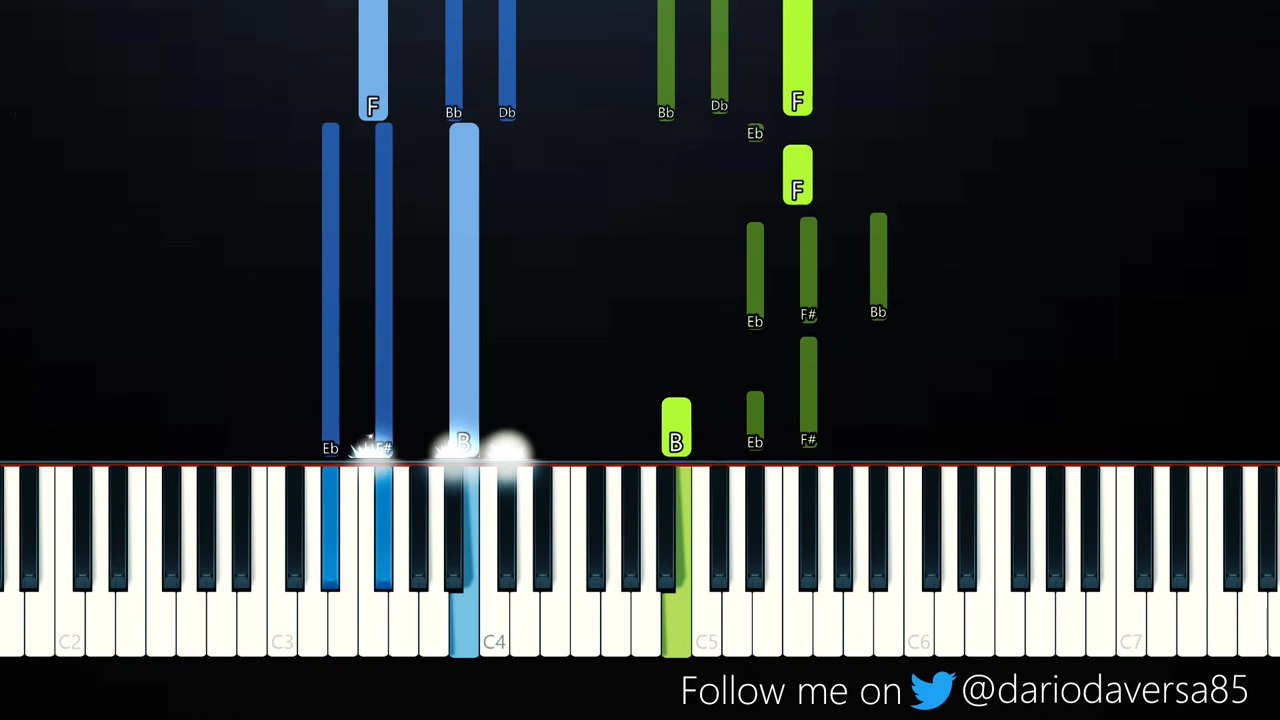 F Bb Db Bb Db F
Eb
F
Eb F# Bb
Eb F# B B Eb F#
C2 C3 C4 C5 C6 C7
Follow me on @dariodaversa85